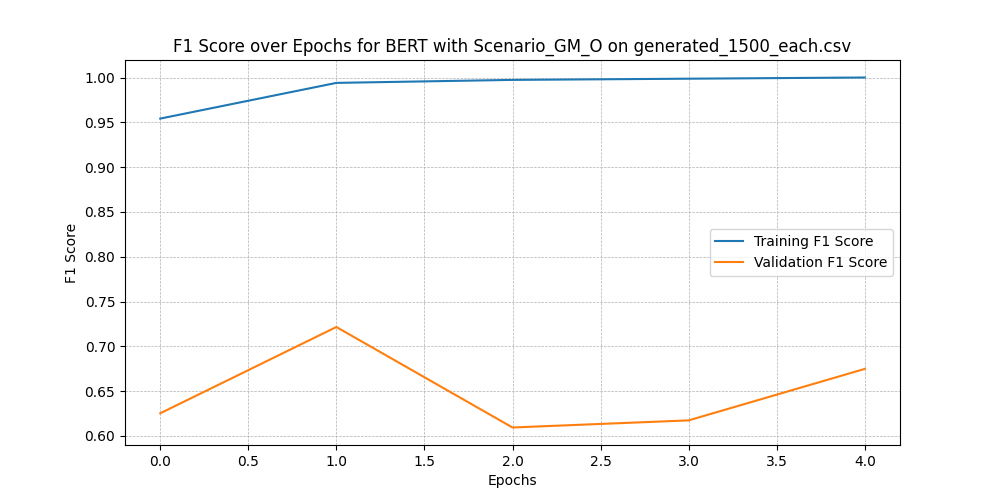 F1 Score over Epochs for BERT with Scenario_GM_O on generated_1500_each.csv
F1 Score
1.00
0.95
0.90
0.85
0.80
0.75
0.70
0.65
0.60
Training F1 Score
Validation F1 Score
0.0 0.5 1.0 1.5 2.0 2.5 3.0 3.5 4.0
Epochs